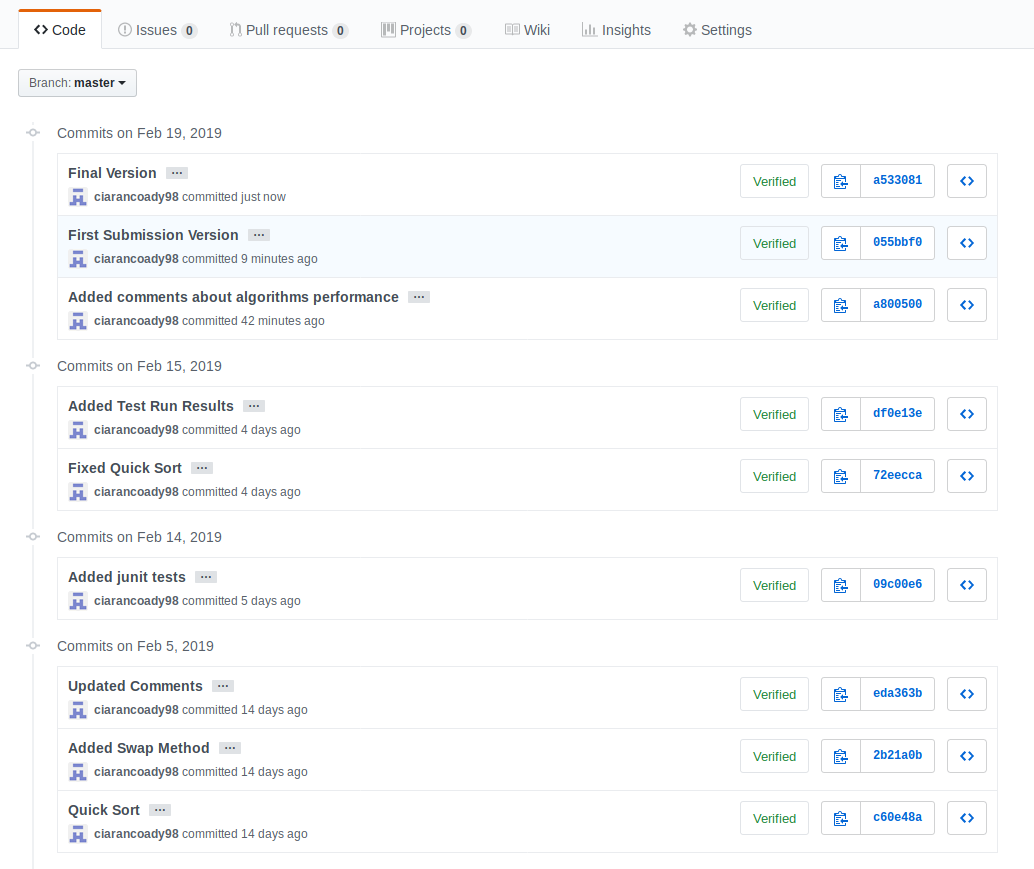 Code Issues 0 Pull requests 0 Projects 0 Wiki Insights Settings
Branch: master
Commits on Feb 19, 2019
Final Version ...
ciarancoady98 committed just now
Verified a533081
First Submission Version ...
ciarancoady98 committed 9 minutes ago
Verified 055bbf0
Added comments about algorithms performance ...
ciarancoady98 committed 42 minutes ago
Verified a800500
Commits on Feb 15, 2019
Added Test Run Results ...
ciarancoady98 committed 4 days ago
Verified df0e13e
Fixed Quick Sort ...
ciarancoady98 committed 4 days ago
Verified 72eecca
Commits on Feb 14, 2019
Added junit tests ...
ciarancoady98 committed 5 days ago
Verified 09c00e6
Commits on Feb 5, 2019
Updated Comments ...
ciarancoady98 committed 14 days ago
Verified eda363b
Added Swap Method ...
ciarancoady98 committed 14 days ago
Verified 2b21a0b
Quick Sort ...
ciarancoady98 committed 14 days ago
Verified c60e48a